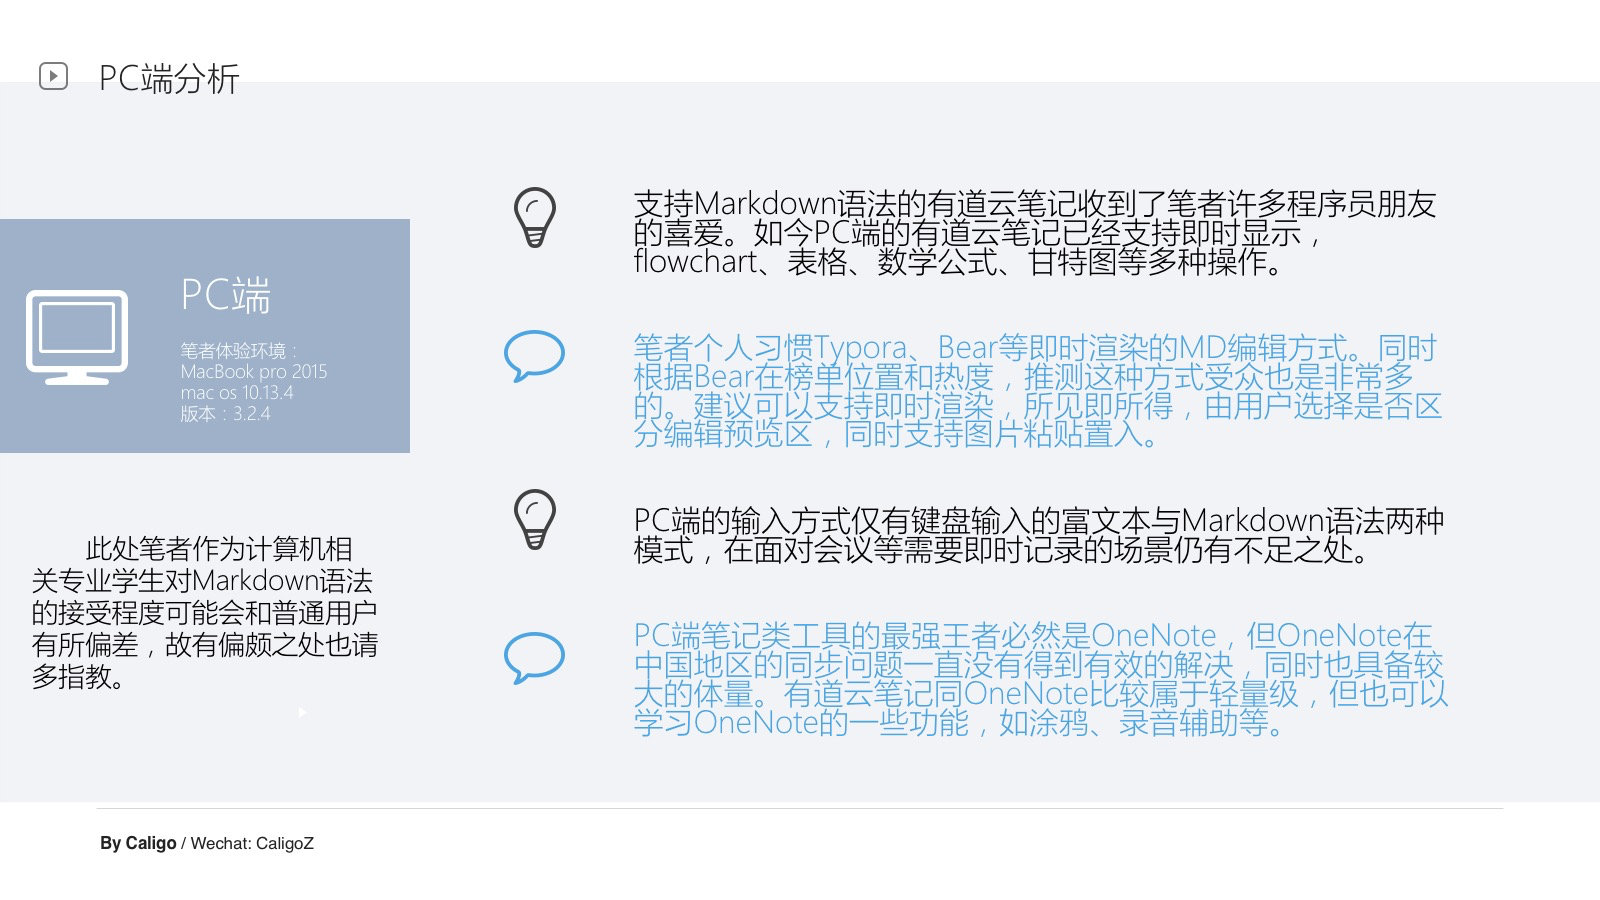 PC端分析
PC端
笔者体验环境：
MacBook pro 2015
mac os 10.13.4
版本：3.2.4
此处笔者作为计算机相
关专业学生对Markdown语法
的接受程度可能会和普通用户
有所偏差，故有偏颇之处也请
多指教。
支持Markdown语法的有道云笔记收到了笔者许多程序员朋友
的喜爱。如今PC端的有道云笔记已经支持即时显示，
flowchart、表格、数学公式、甘特图等多种操作。
笔者个人习惯Typora、Bear等即时渲染的MD编辑方式。同时
根据Bear在榜单位置和热度，推测这种方式受众也是非常多
的。建议可以支持即时渲染，所见即所得，由用户选择是否区
分编辑预览区，同时支持图片粘贴置入。
PC端的输入方式仅有键盘输入的富文本与Markdown语法两种
模式，在面对会议等需要即时记录的场景仍有不足之处。
PC端笔记类工具的最强王者必然是OneNote，但OneNote在
中国地区的同步问题一直没有得到有效的解决，同时也具备较
大的体量。有道云笔记同OneNote比较属于轻量级，但也可以
学习OneNote的一些功能，如涂鸦、录音辅助等。
By Caligo / Wechat: CaligoZ